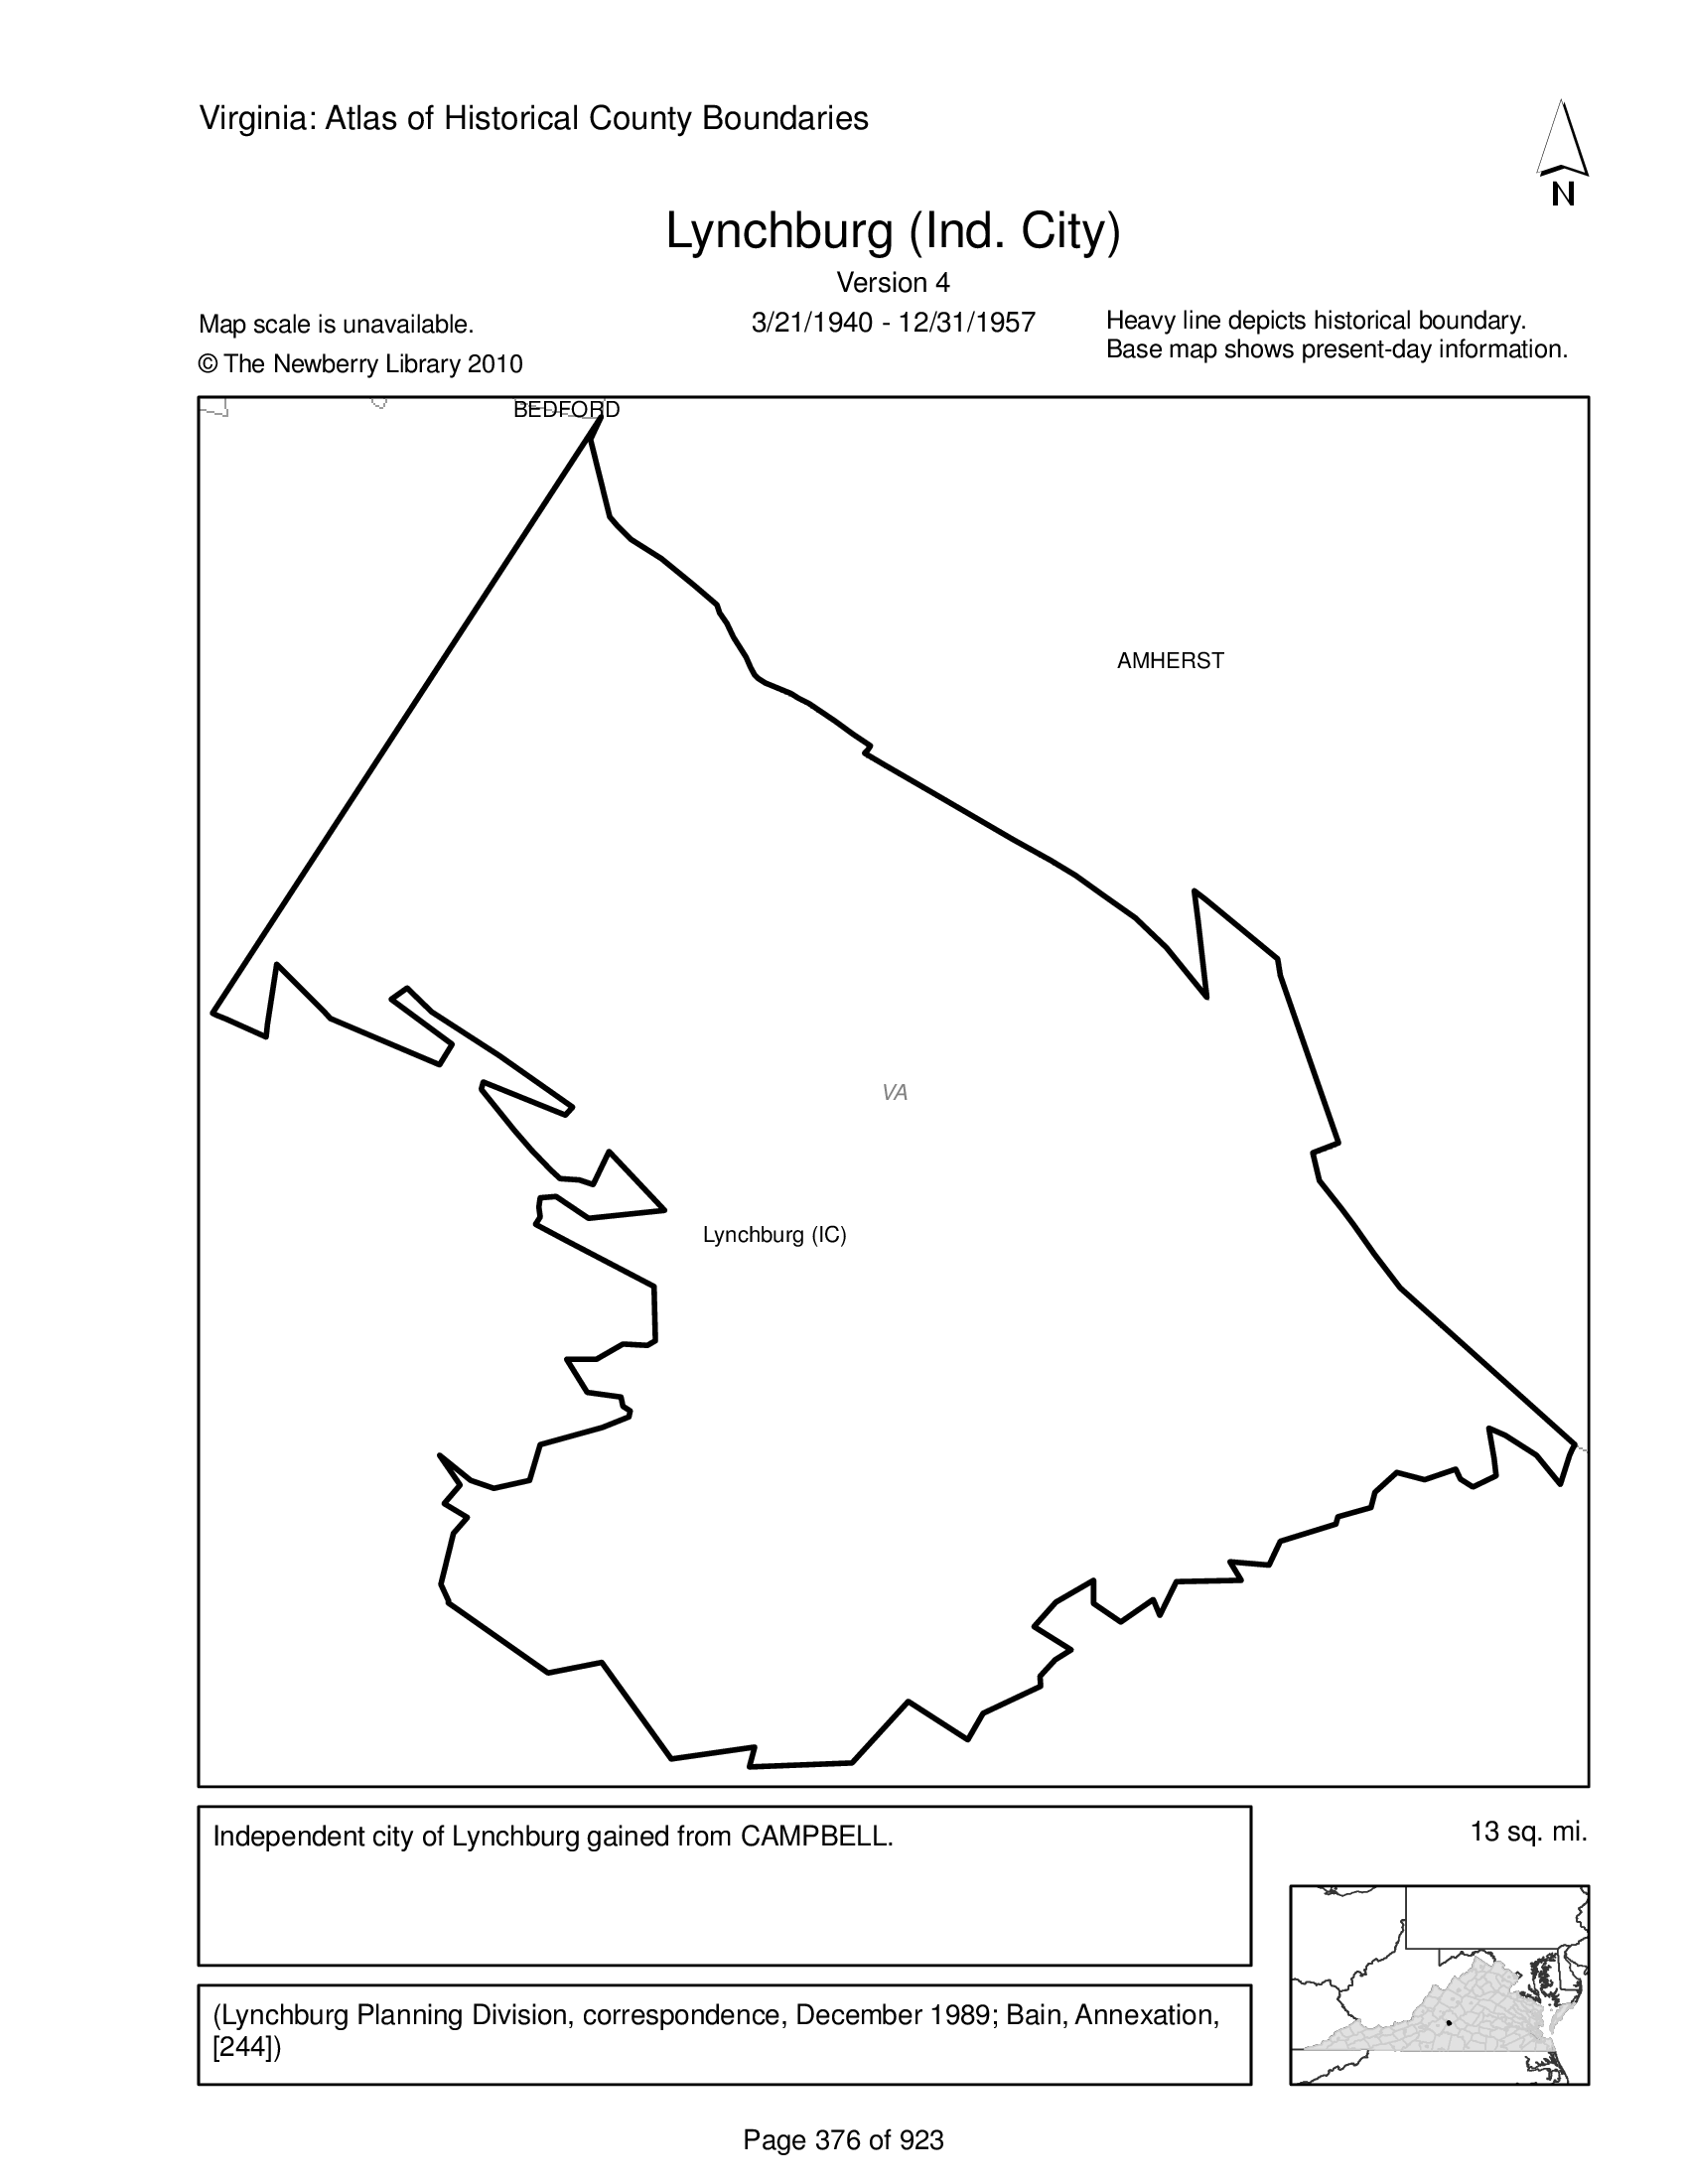 Virginia: Atlas of Historical County Boundaries
N
Lynchburg (Ind. City)
Version 4
Map scale is unavailable.
3/21/1940 - 12/31/1957
Heavy line depicts historical boundary.
Base map shows present-day information.
© The Newberry Library 2010
BEDFORD
AMHERST
VA
Lynchburg (IC)
Independent city of Lynchburg gained from CAMPBELL.
13 sq. mi.
(Lynchburg Planning Division, correspondence, December 1989; Bain, Annexation,
[244])
Page 376 of 923